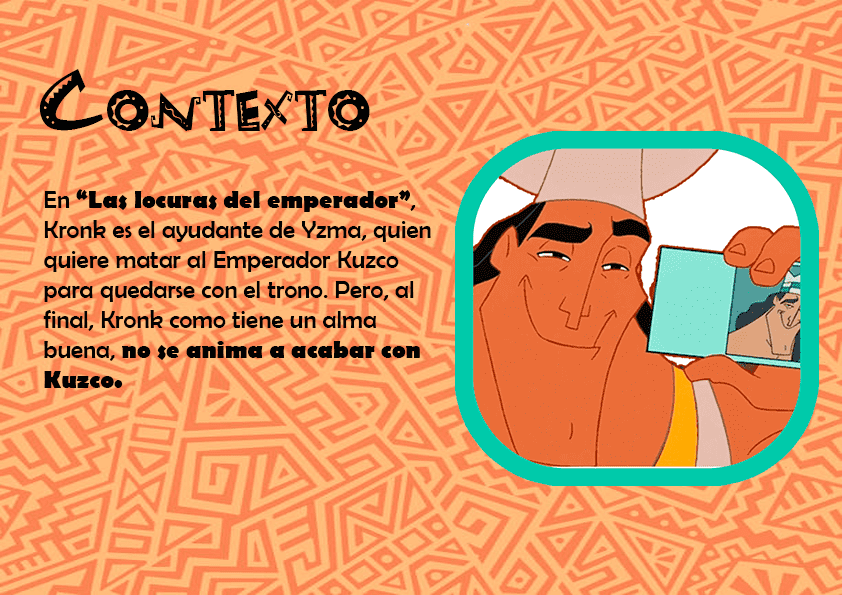 CONTEXTO
En “Las locuras del emperador”,
Kronk es el ayudante de Yzma, quien
quiere matar al Emperador Kuzco
para quedarse con el trono. Pero, al
final, Kronk como tiene un alma
buena, no se anima a acabar con
Kuzco.